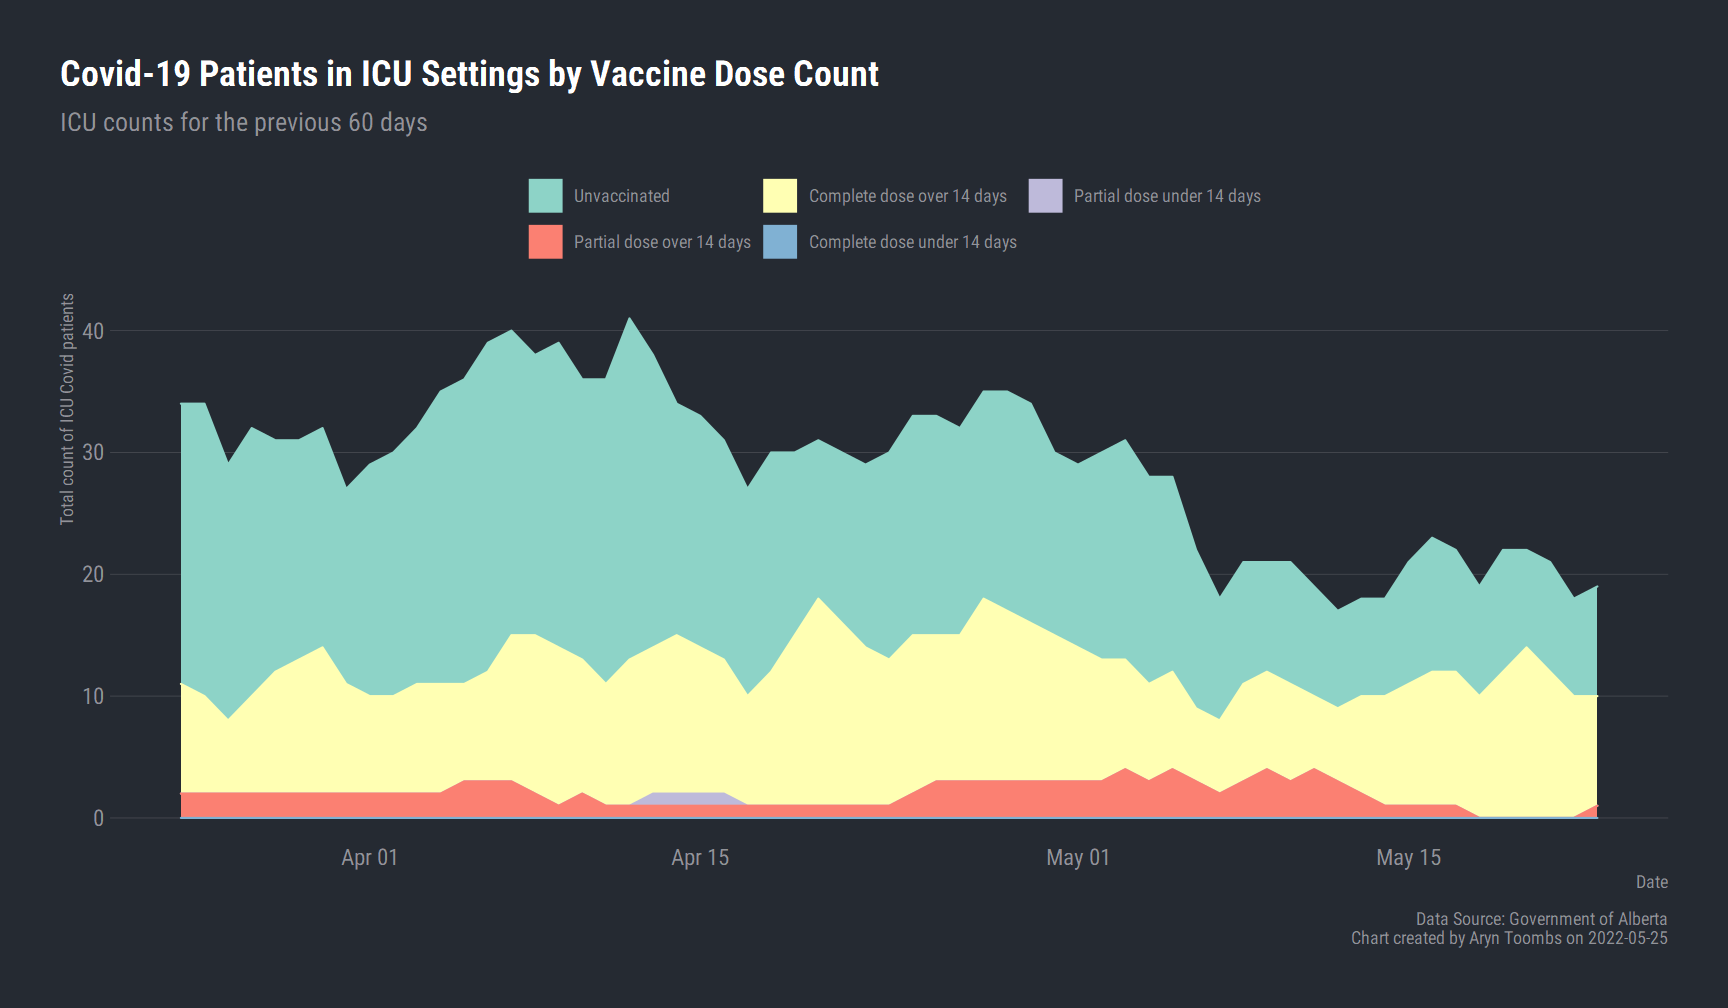 Covid-19 Patients in ICU Settings by Vaccine Dose Count
ICU counts for the previous 60 days
Unvaccinated
Complete dose over 14 days
Partial dose under 14 days
Partial dose over 14 days
Complete dose under 14 days
Total count of ICU Covid patients
40
30
20
10
0
Apr 01
Apr 15
May 01
May 15
Date
Data Source: Government of Alberta
Chart created by Aryn Toombs on 2022-05-25